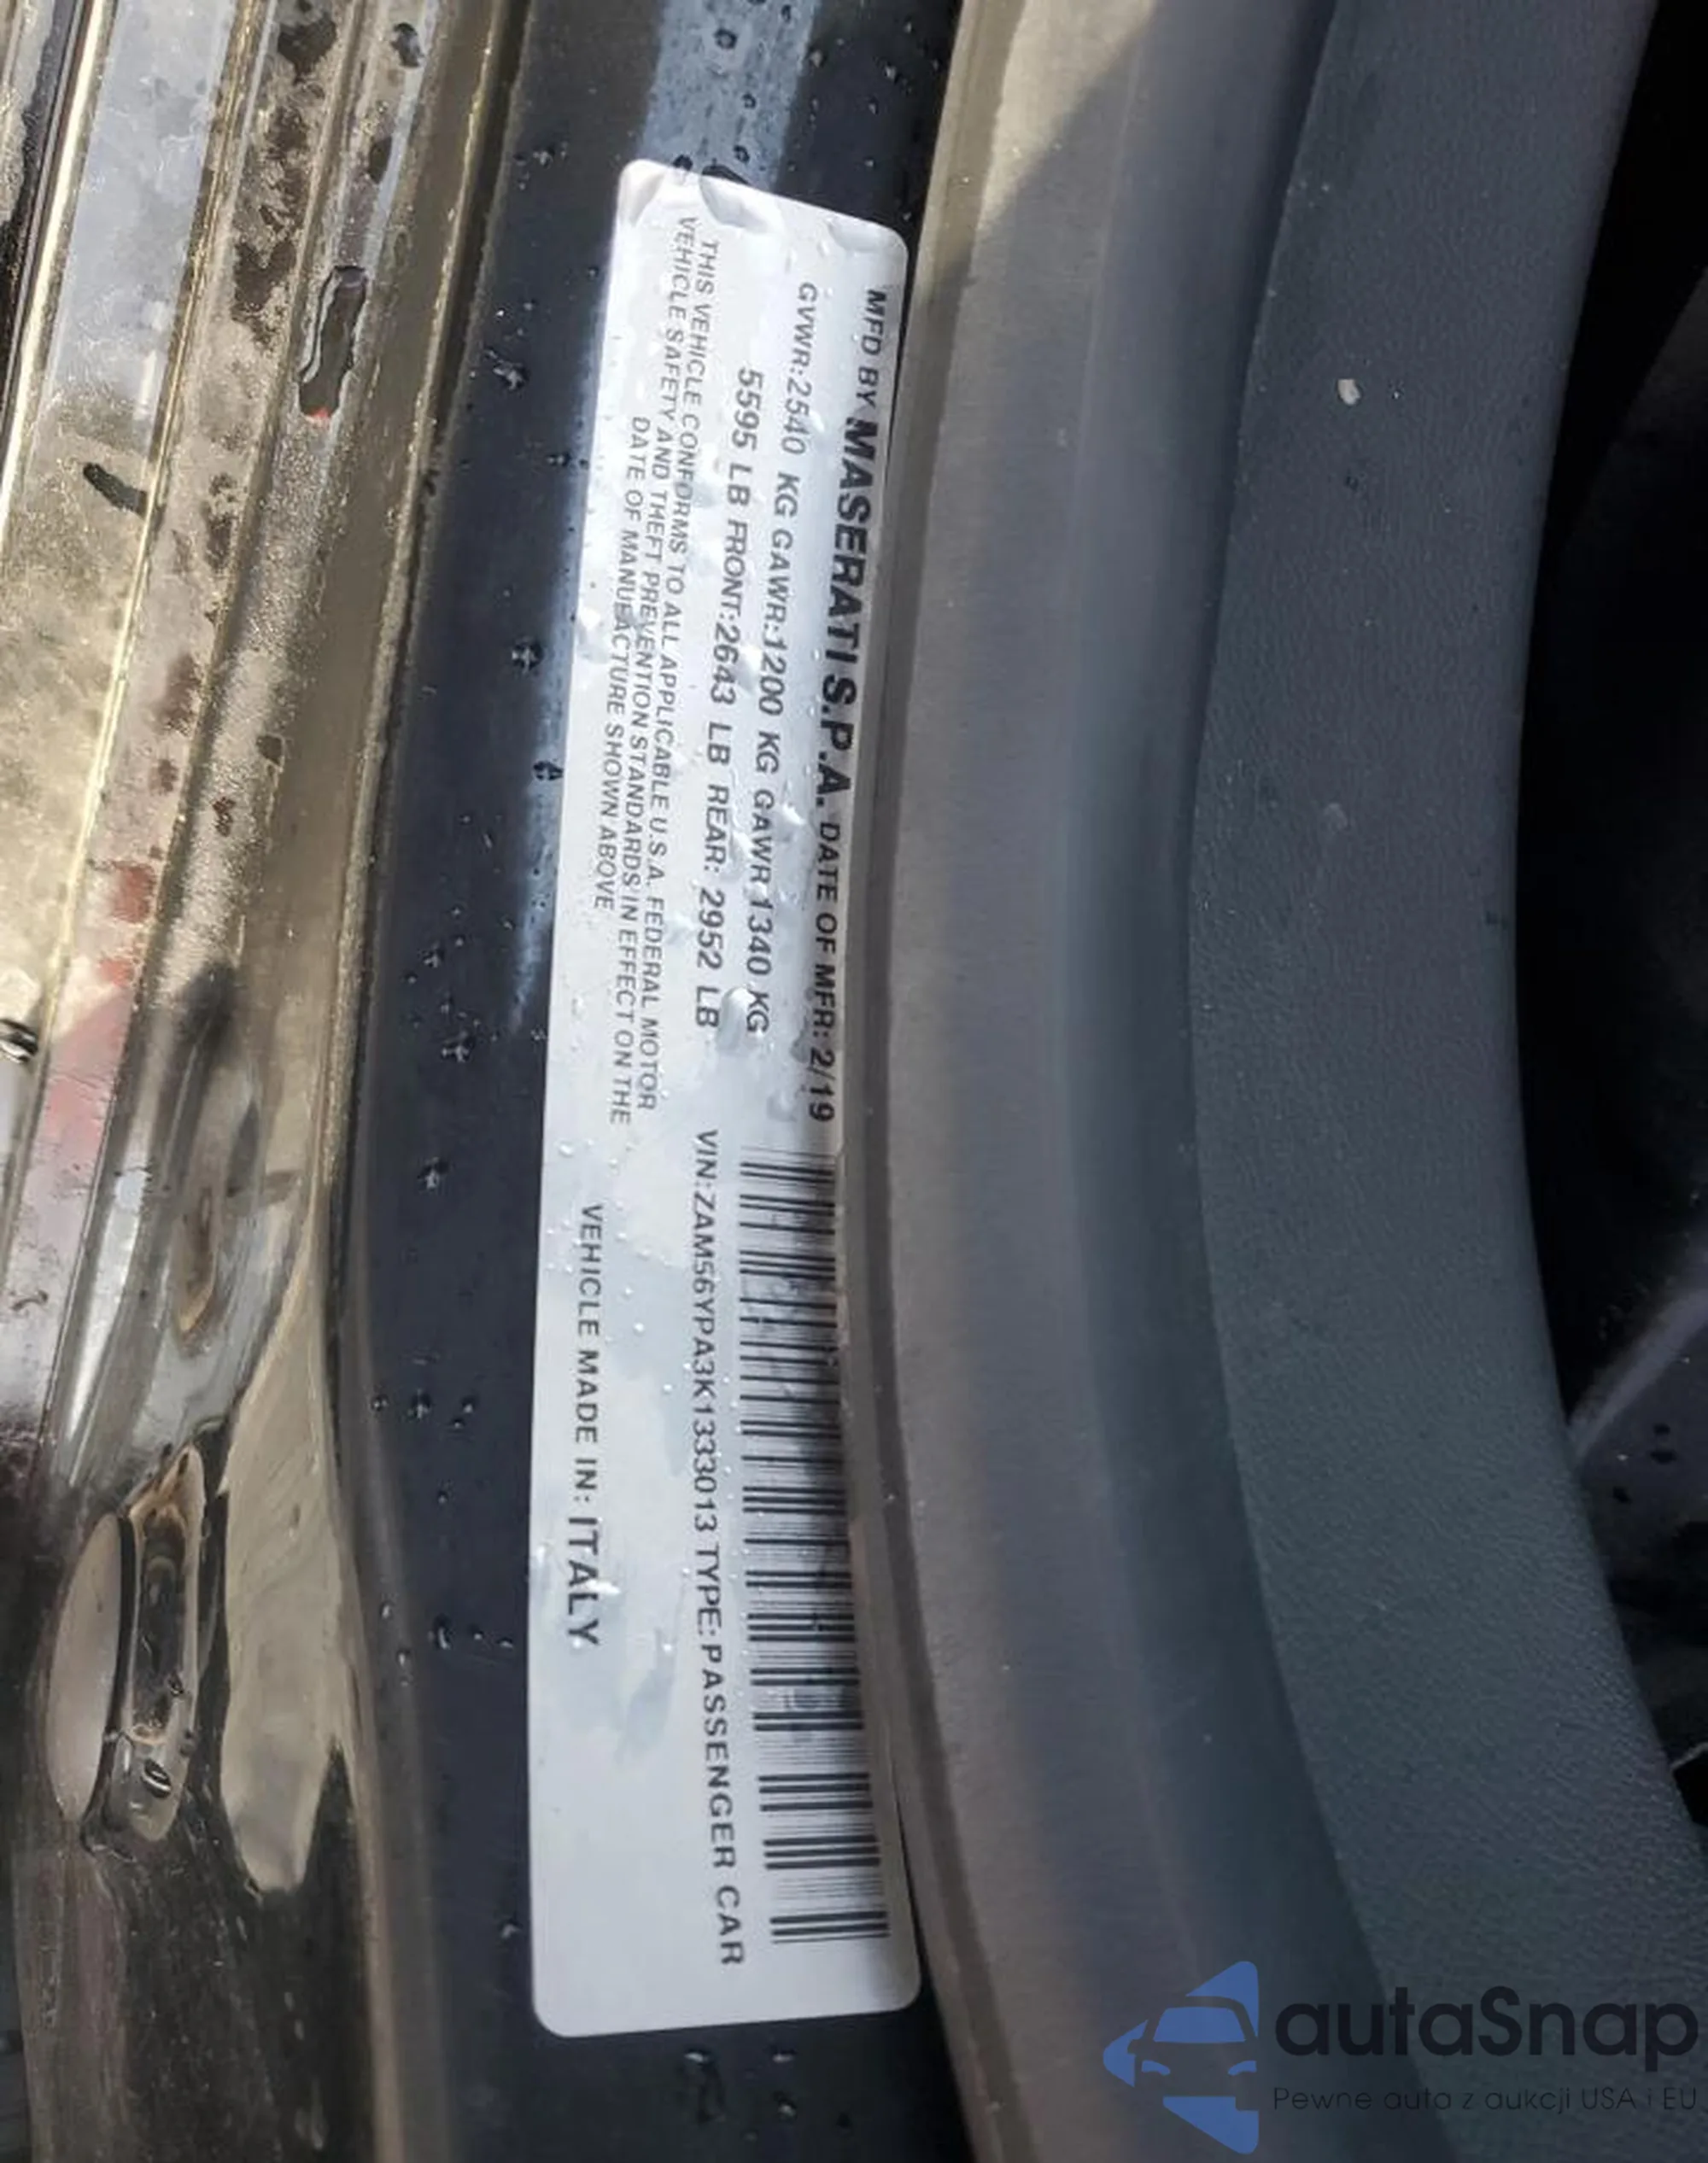 MFD BY MASERATI S.P.A. DATE OF MFR: 2/19
GVWR:2540 KG GAWR:1200 KG GAWR 1340 KG
5595 LB FRONT:2643 LB REAR: 2952 LB
THIS VEHICLE CONFORMS TO ALL APPLICABLE U.S.A. FEDERAL MOTOR
VEHICLE SAFETY AND THEFT PREVENTION STANDARDS IN EFFECT ON THE
DATE OF MANUFACTURE SHOWN ABOVE
VIN:ZAM56YPA3K1333013 TYPE:PASSENGER CAR
VEHICLE MADE IN: ITALY
autaSnap
Pewne auta z aukcji USA i EU